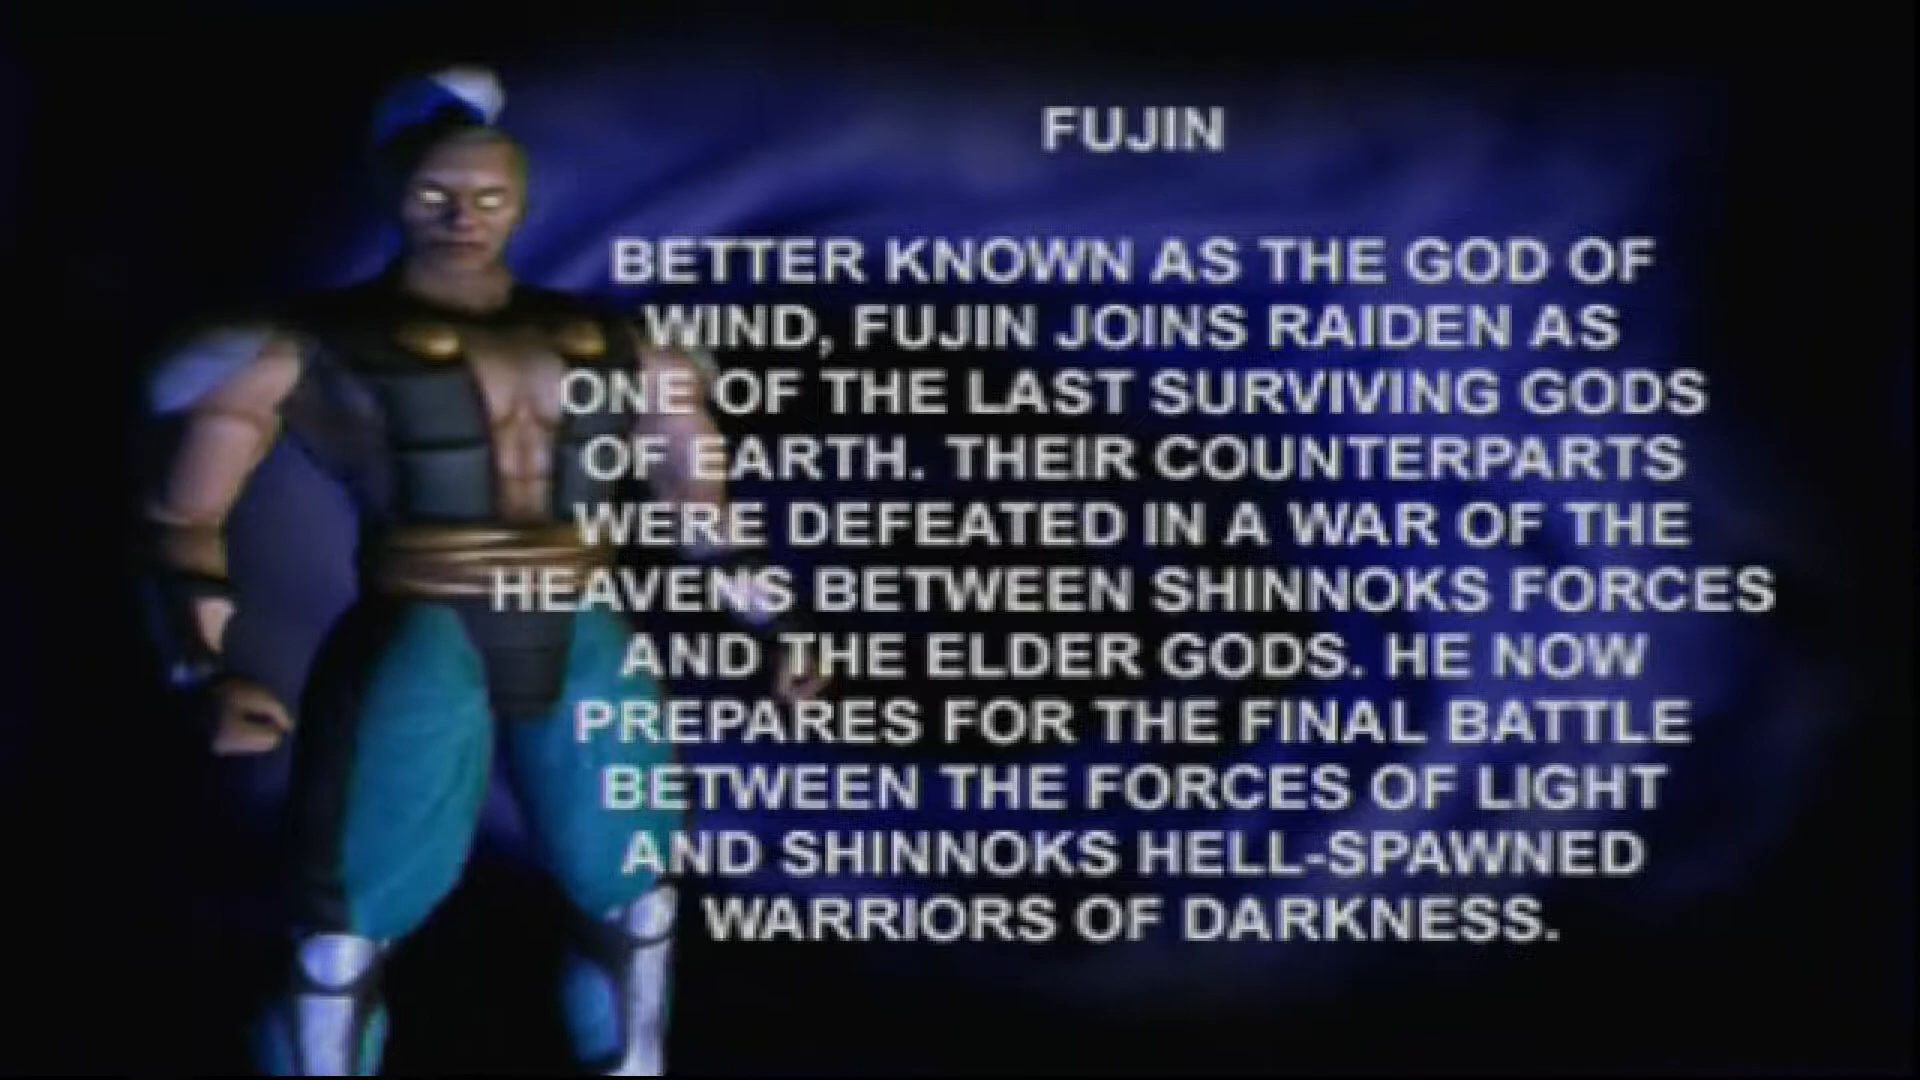 FUJIN
BETTER KNOWN AS THE GOD OF
WIND, FUJIN JOINS RAIDEN AS
ONE OF THE LAST SURVIVING GODS
OF EARTH. THEIR COUNTERPARTS
WERE DEFEATED IN A WAR OF THE
HEAVENS BETWEEN SHINNOKS FORCES
AND THE ELDER GODS. HE NOW
PREPARES FOR THE FINAL BATTLE
BETWEEN THE FORCES OF LIGHT
AND SHINNOKS HELL-SPAWNED
WARRIORS OF DARKNESS.